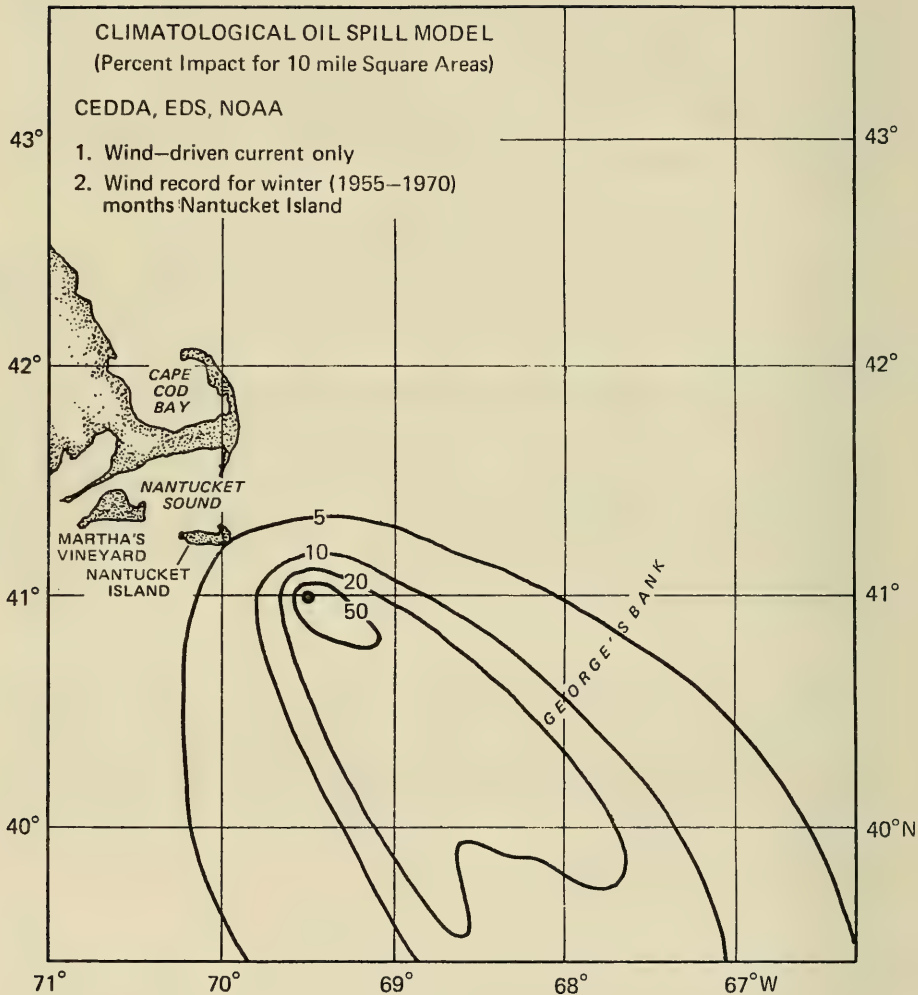 CLIMATOLOGICAL OIL SPILL MODEL
(Percent Impact for 10 mile Square Areas)
CEDDA, EDS, NOAA
1. Wind—driven current only
2. Wind record for winter (1955—1970)
months Nantucket Island
43°
43°
42°
42°
CAPE
COD
BAY
NANTUCKET
SOUND
MARTHA'S
VINEYARD
NANTUCKET
ISLAND
5
10
20
50
41°
41°
GEORGE'S BANK
40°
40°N
71°
70°
69°
68°
67°W